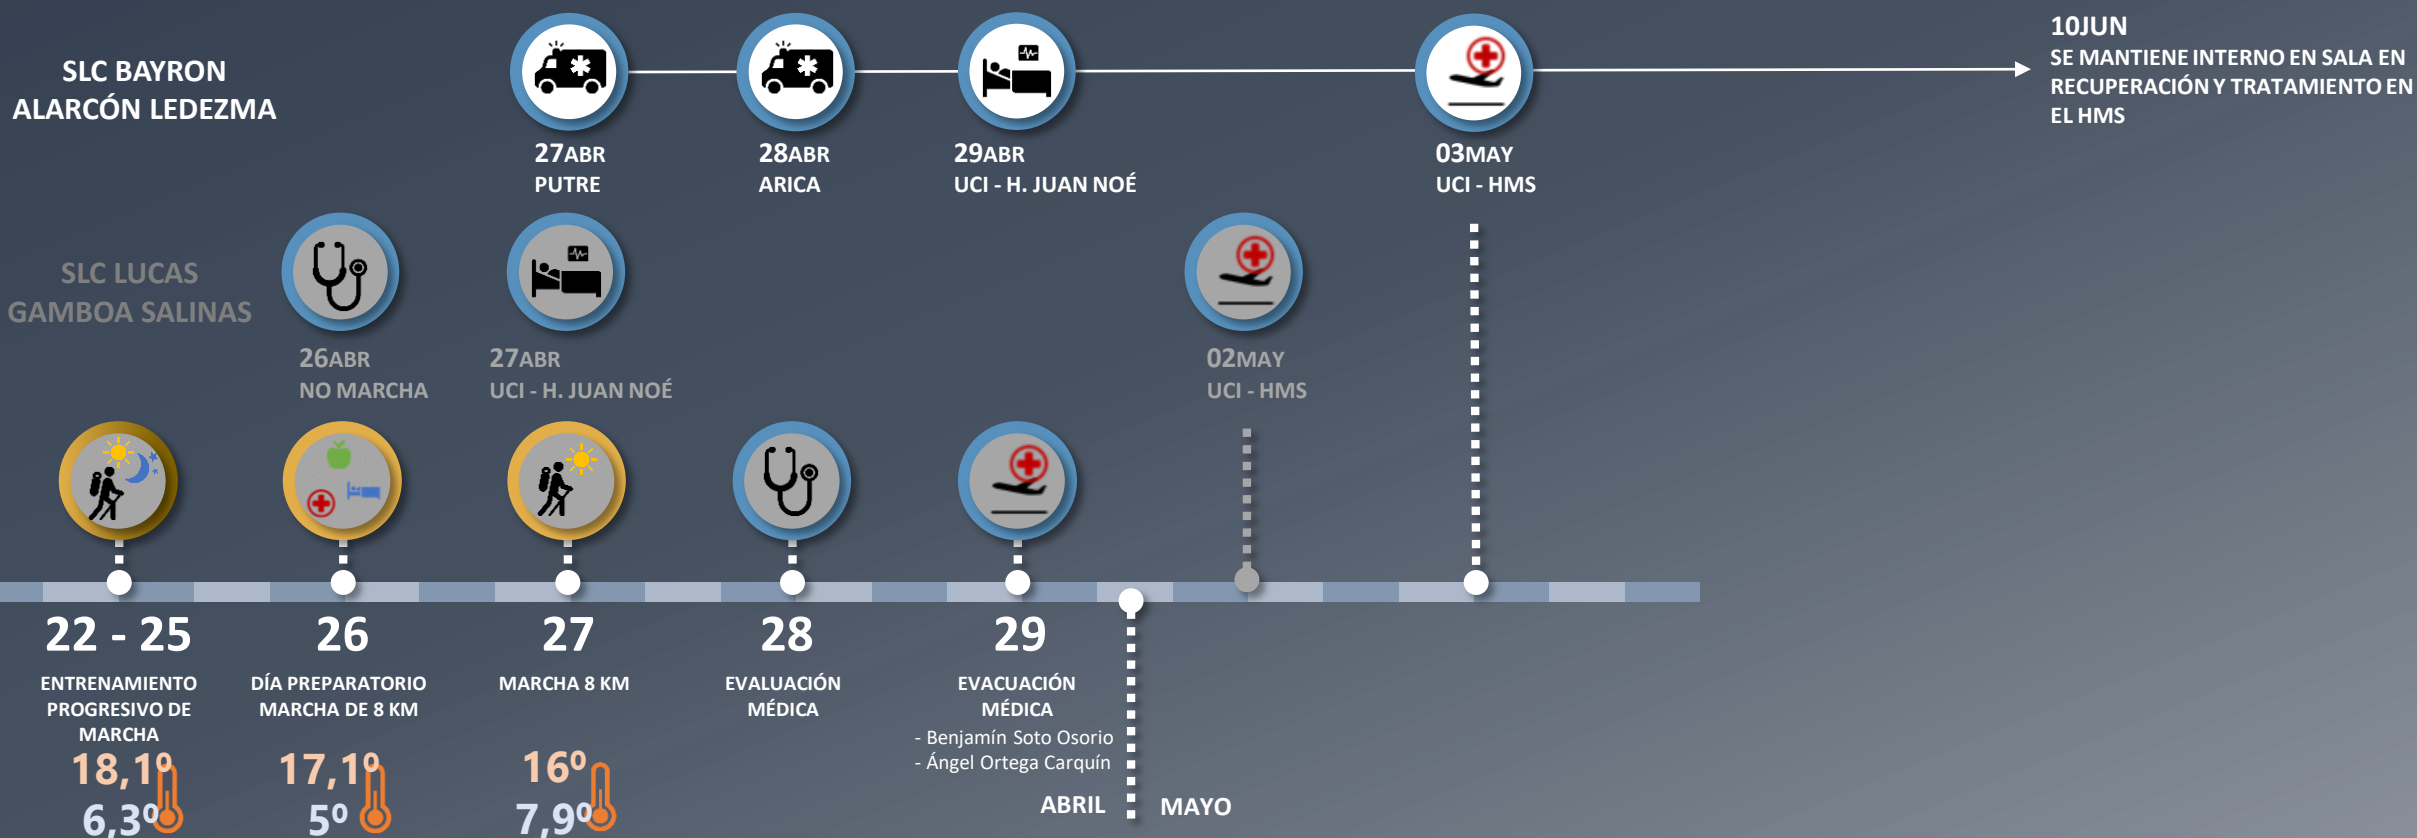 SLC BAYRON
ALARCÓN LEDEZMA
27ABR
PUTRE
28ABR
ARICA
29ABR
UCI - H. JUAN NOÉ
03MAY
UCI - HMS
10JUN
SE MANTIENE INTERNO EN SALA EN
RECUPERACIÓN Y TRATAMIENTO EN
EL HMS
SLC LUCAS
GAMBOA SALINAS
26ABR
NO MARCHA
27ABR
UCI - H. JUAN NOÉ
02MAY
UCI - HMS
22 - 25
ENTRENAMIENTO
PROGRESIVO DE
MARCHA
18,1º
6,3º
26
DÍA PREPARATORIO
MARCHA DE 8 KM
17,1º
5º
27
MARCHA 8 KM
16º
7,9º
28
EVALUACIÓN
MÉDICA
29
EVACUACIÓN
MÉDICA
- Benjamín Soto Osorio
- Ángel Ortega Carquín
ABRIL
MAYO